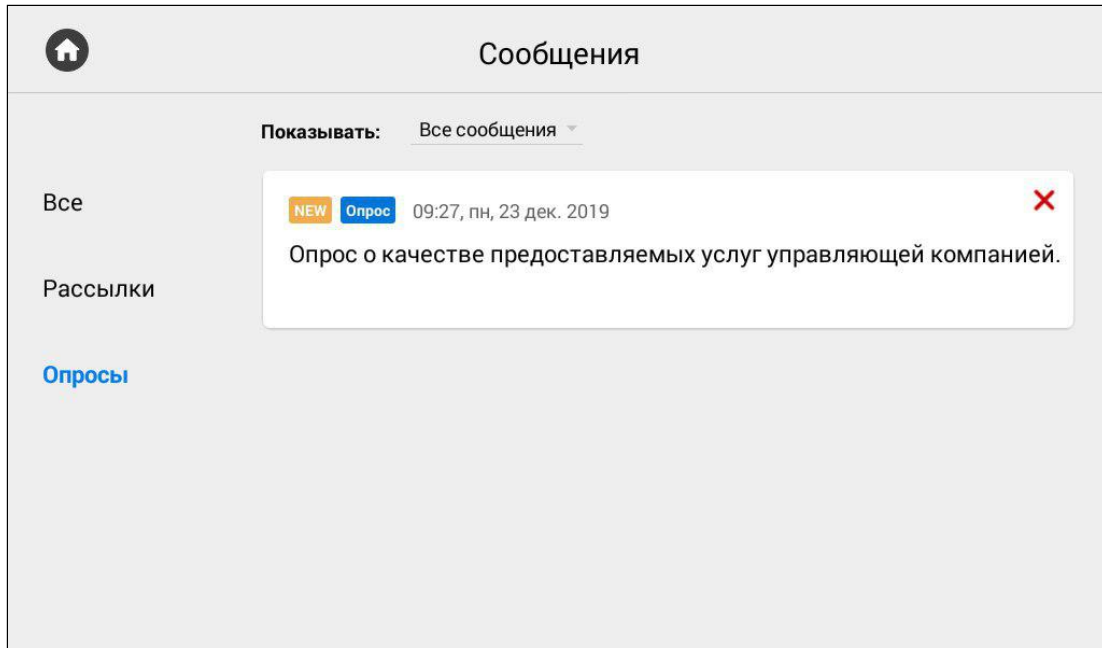 Сообщения
Показывать: Все сообщения
Все
Рассылки
Опросы
NEW Опрос 09:27, пн, 23 дек. 2019
Опрос о качестве предоставляемых услуг управляющей компанией.